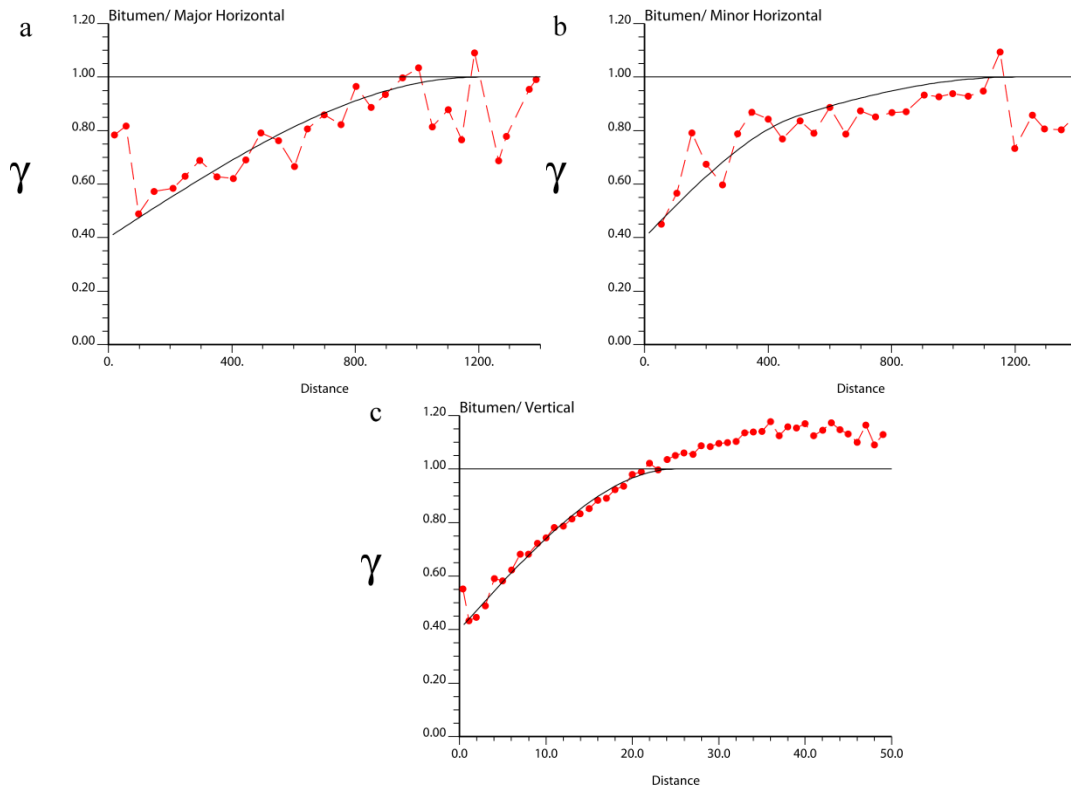 a
Bitumen/ Major Horizontal
1.20
1.00
0.80
0.60
0.40
0.20
0.00
γ
0. 400. 800. 1200.
Distance
b
Bitumen/ Minor Horizontal
1.20
1.00
0.80
0.60
0.40
0.20
0.00
γ
0. 400. 800. 1200.
Distance
c
Bitumen/ Vertical
1.20
1.00
0.80
0.60
0.40
0.20
0.00
γ
0.0 10.0 20.0 30.0 40.0 50.0
Distance